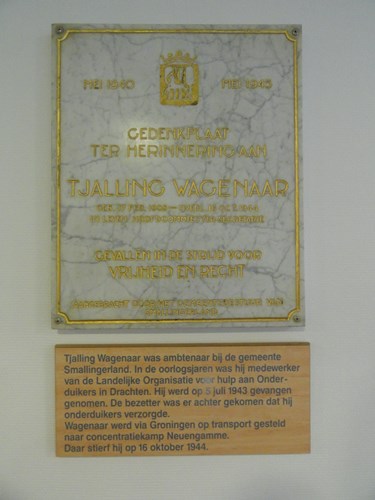 MEI 1940 MEI 1945
GEDENKPLAAT
TER HERINNERING AAN
TJALLING WAGENAAR
GEVALLEN IN DE STRIJD VOOR
VRIJHEID EN RECHT
Tjalling Wagenaar was ambtenaar bij de gemeente
Smallingerland. In de oorlogsjaren was hij medewerker
van de Landelijke Organisatie voor hulp aan Onder-
duikers in Drachten. Hij werd op 5 juli 1943 gevangen
genomen. De bezetter was er achter gekomen dat hij
onderduikers verzorgde.
Wagenaar werd via Groningen op transport gesteld
naar concentratiekamp Neuengamme.
Daar stierf hij op 16 oktober 1944.